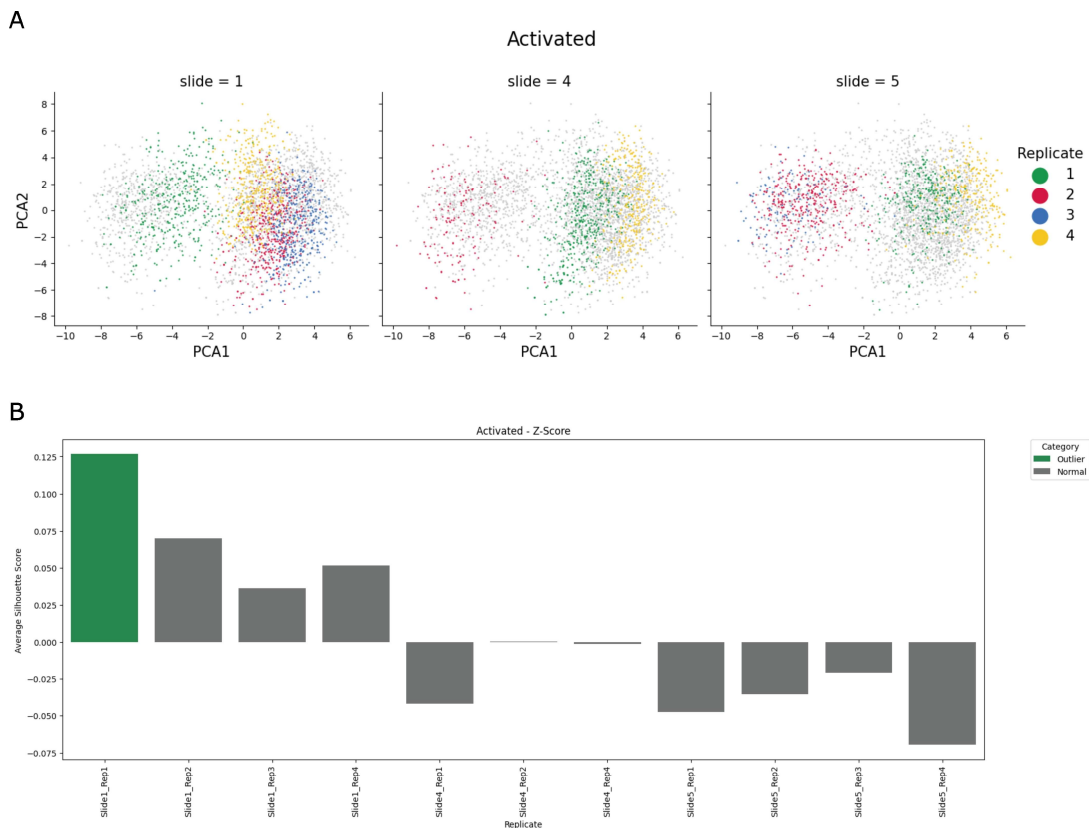 A
Activated
slide = 1
slide = 4
slide = 5
8
6
4
2
0
−2
−4
−6
−8
PCA2
−10 −8 −6 −4 −2 0 2 4 6
−10 −8 −6 −4 −2 0 2 4 6
−10 −8 −6 −4 −2 0 2 4 6
PCA1
PCA1
PCA1
Replicate
1
2
3
4
B
Activated - Z-Score
0.125
0.100
0.075
0.050
0.025
0.000
−0.025
−0.050
−0.075
Average Silhouette Score
Slide1_Rep1
Slide1_Rep2
Slide1_Rep3
Slide1_Rep4
Slide4_Rep1
Slide4_Rep2
Slide4_Rep4
Slide5_Rep1
Slide5_Rep2
Slide5_Rep3
Slide5_Rep4
Replicate
Category
Outlier
Normal